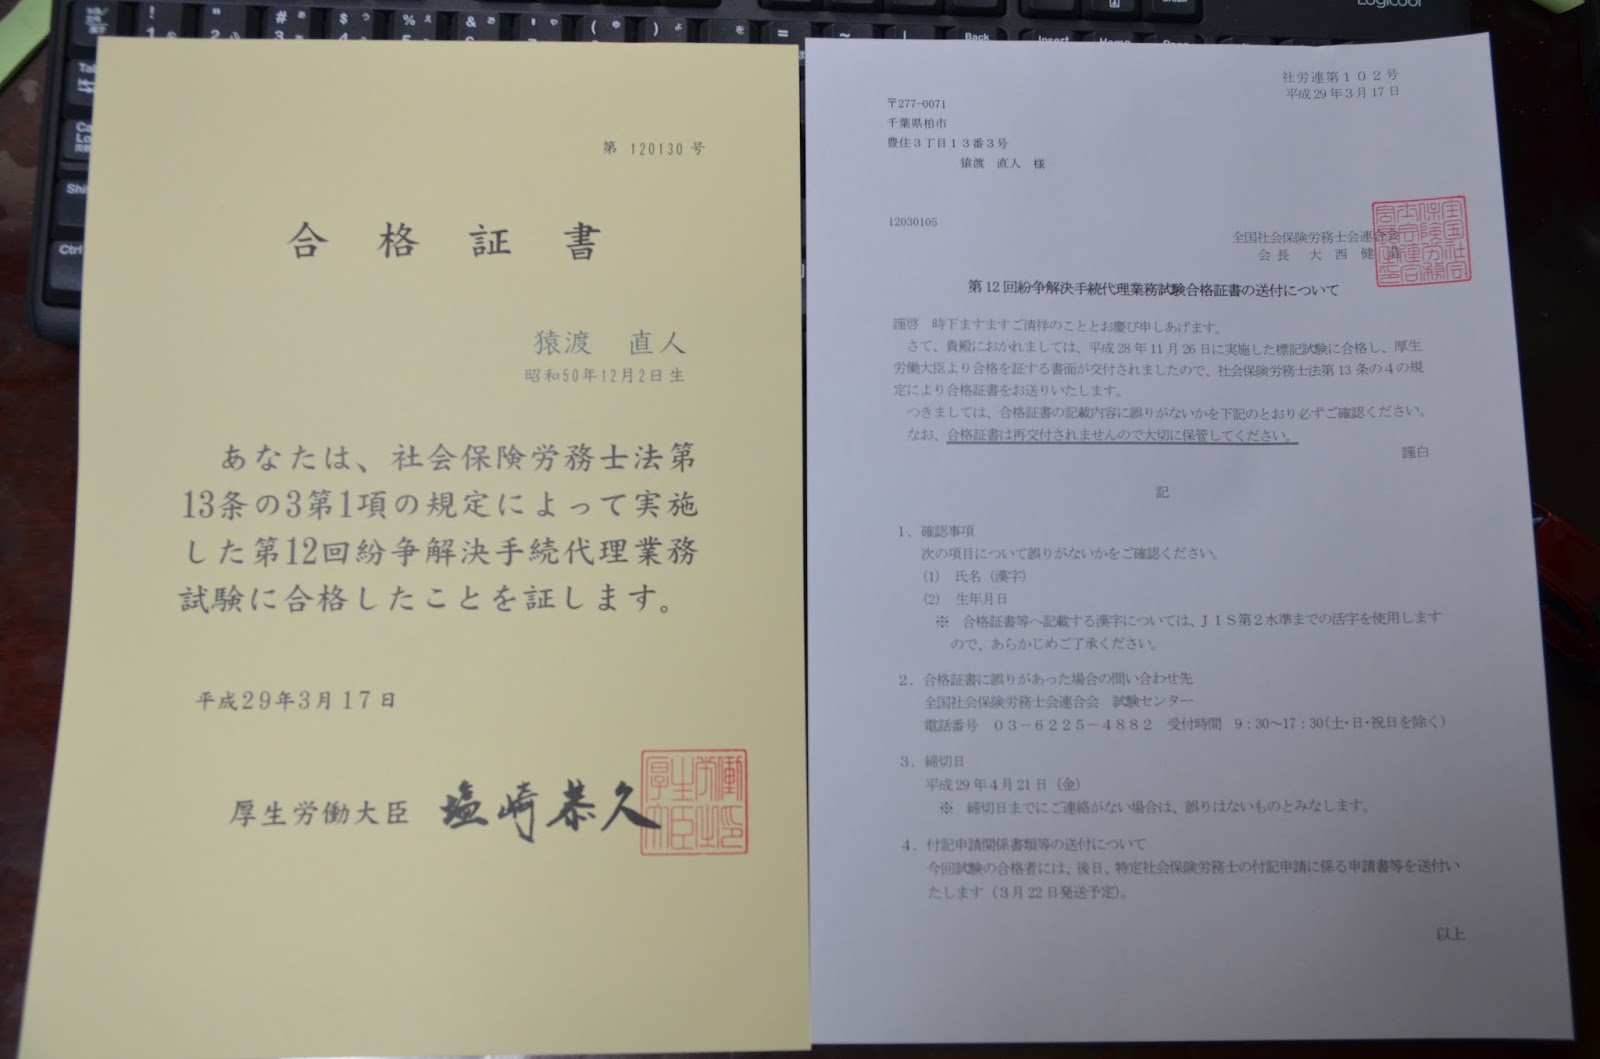 第 120130 号
合格証書
猿渡 直人
昭和50年12月2日生
あなたは、社会保険労務士法第
13条の3第1項の規定によって実施
した第12回紛争解決手続代理業務
試験に合格したことを証します。
平成29年3月17日
厚生労働大臣 塩崎恭久
社労連第102号
平成29年3月17日
〒277-0071
千葉県柏市
豊住3丁目13番3号
猿渡 直人 様
12030105
全国社会保険労務士会連合会
会長 大西健造
第12回紛争解決手続代理業務試験合格証書の送付について
謹啓 時下ますますご清祥のこととお慶び申しあげます。
さて、貴殿におかれましては、平成28年11月26日に実施した標記試験に合格し、厚生
労働大臣より合格を証する書面が交付されましたので、社会保険労務士法第13条の4の規
定により合格証書をお送りいたします。
つきましては、合格証書の記載内容に誤りがないかを下記のとおり必ずご確認ください。
なお、合格証書は再交付されませんので大切に保管してください。
謹白
記
1．確認事項
次の項目について誤りがないかをご確認ください。
(1) 氏名（漢字）
(2) 生年月日
※ 合格証書等へ記載する漢字については、JIS第2水準までの活字を使用します
ので、あらかじめご了承ください。
2．合格証書に誤りがあった場合の問い合わせ先
全国社会保険労務士会連合会 試験センター
電話番号 03－6225－4882 受付時間 9：30～17：30（土・日・祝日を除く）
3．締切日
平成29年4月21日（金）
※ 締切日までにご連絡がない場合は、誤りはないものとみなします。
4．付記申請関係書類等の送付について
今回試験の合格者には、後日、特定社会保険労務士の付記申請に係る申請書等を送付い
たします（3月22日発送予定）。
以上